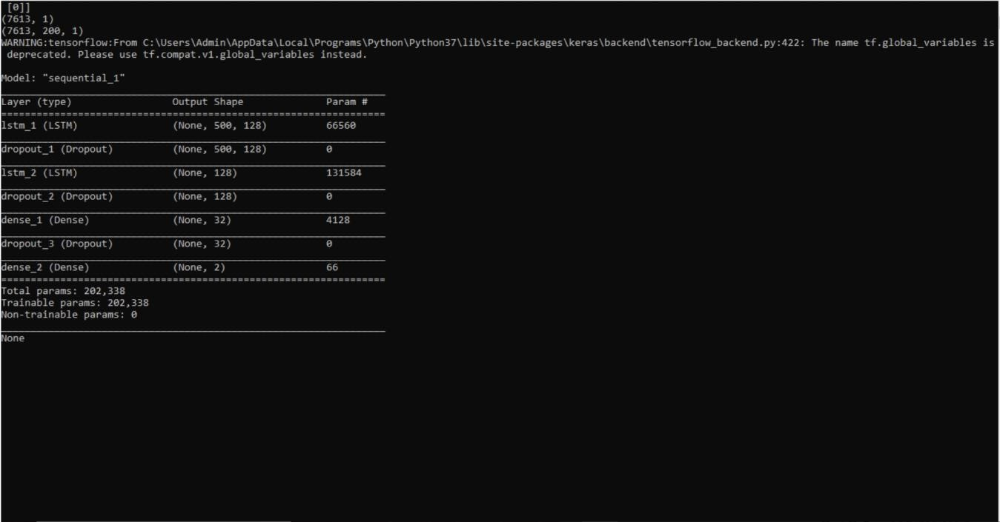 [0]]
(7613, 1)
(7613, 200, 1)
WARNING:tensorflow:From C:\Users\Admin\AppData\Local\Programs\Python\Python37\lib\site-packages\keras\backend\tensorflow_backend.py:422: The name tf.global_variables is
deprecated. Please use tf.compat.v1.global_variables instead.
Model: "sequential_1"
_________________________________________________________________
Layer (type)                 Output Shape              Param #
=================================================================
lstm_1 (LSTM)                (None, 500, 128)          66560
_________________________________________________________________
dropout_1 (Dropout)          (None, 500, 128)          0
_________________________________________________________________
lstm_2 (LSTM)                (None, 128)               131584
_________________________________________________________________
dropout_2 (Dropout)          (None, 128)               0
_________________________________________________________________
dense_1 (Dense)              (None, 32)                4128
_________________________________________________________________
dropout_3 (Dropout)          (None, 32)                0
_________________________________________________________________
dense_2 (Dense)              (None, 2)                 66
=================================================================
Total params: 202,338
Trainable params: 202,338
Non-trainable params: 0
_________________________________________________________________
None